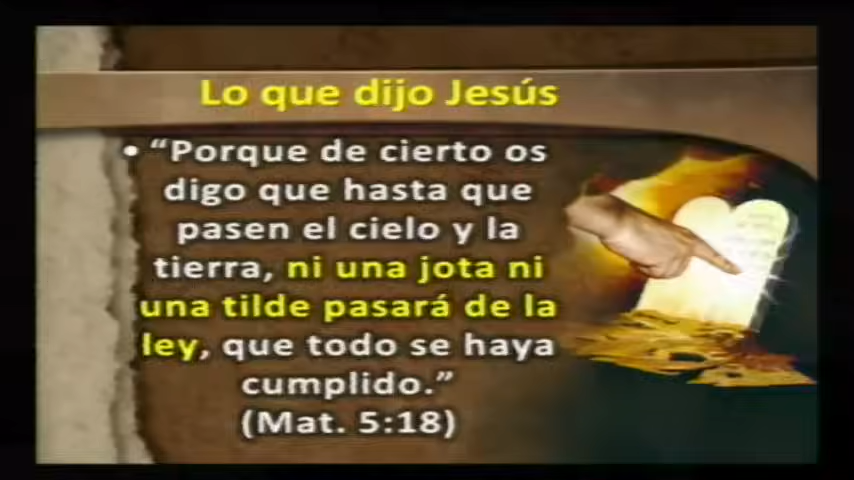 Lo que dijo Jesús
• “Porque de cierto os
digo que hasta que
pasen el cielo y la
tierra, ni una jota ni
una tilde pasará de la
ley, que todo se haya
cumplido.”
(Mat. 5:18)